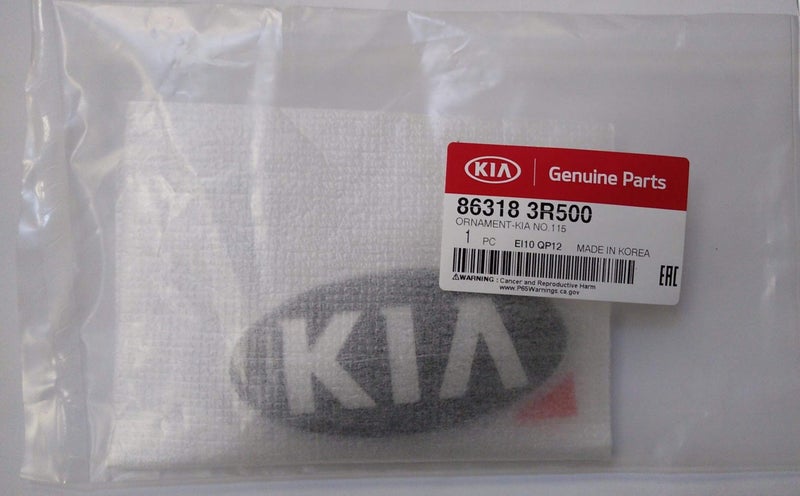 KIA Genuine Parts
86318 3R500
ORNAMENT-KIA NO.115
1 PC EI10 QP12 MADE IN KOREA
EAC
⚠WARNING : Cancer and Reproductive Harm
www.P65Warnings.ca.gov
KIA